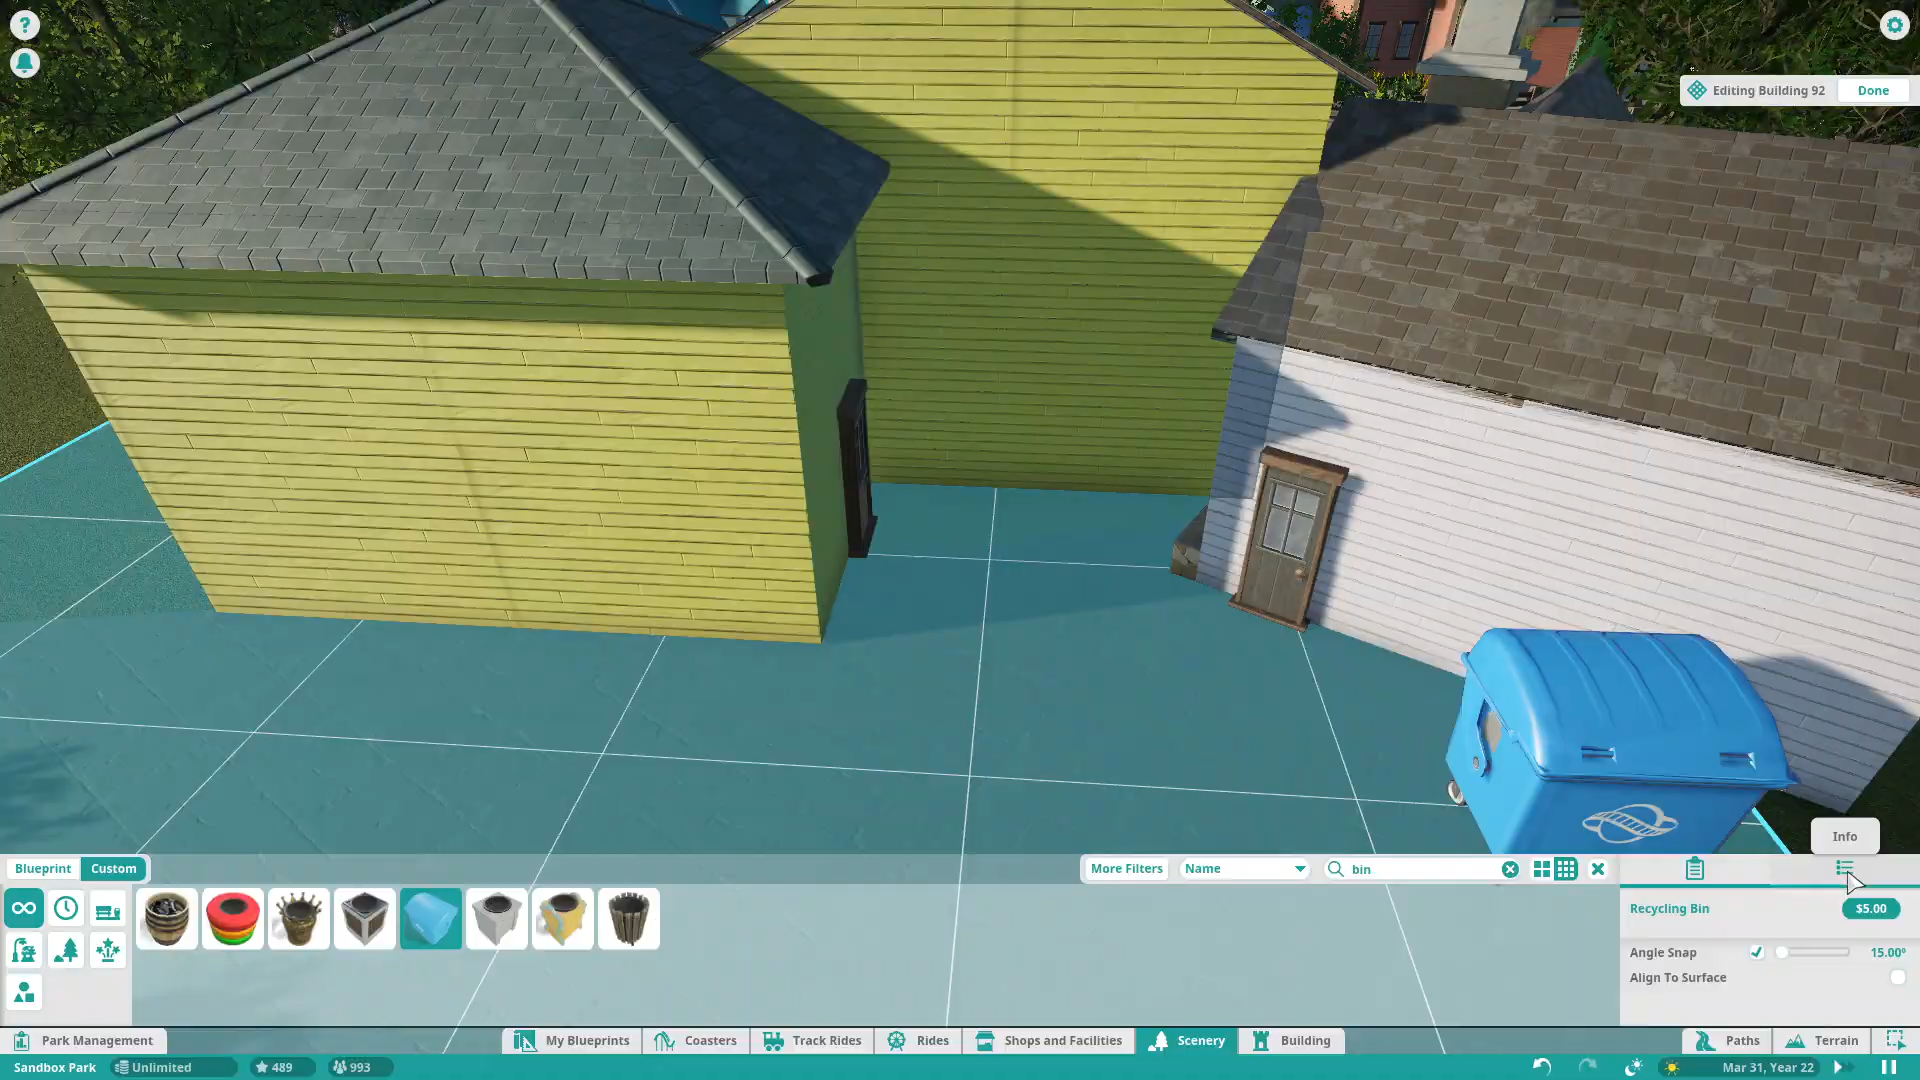 ?
Editing Building 92
Done
Info
Blueprint
Custom
More Filters
Name
bin
Recycling Bin
$5.00
Angle Snap
15.00°
Align To Surface
Park Management
My Blueprints
Coasters
Track Rides
Rides
Shops and Facilities
Scenery
Building
Paths
Terrain
Sandbox Park
Unlimited
489
993
Mar 31, Year 22